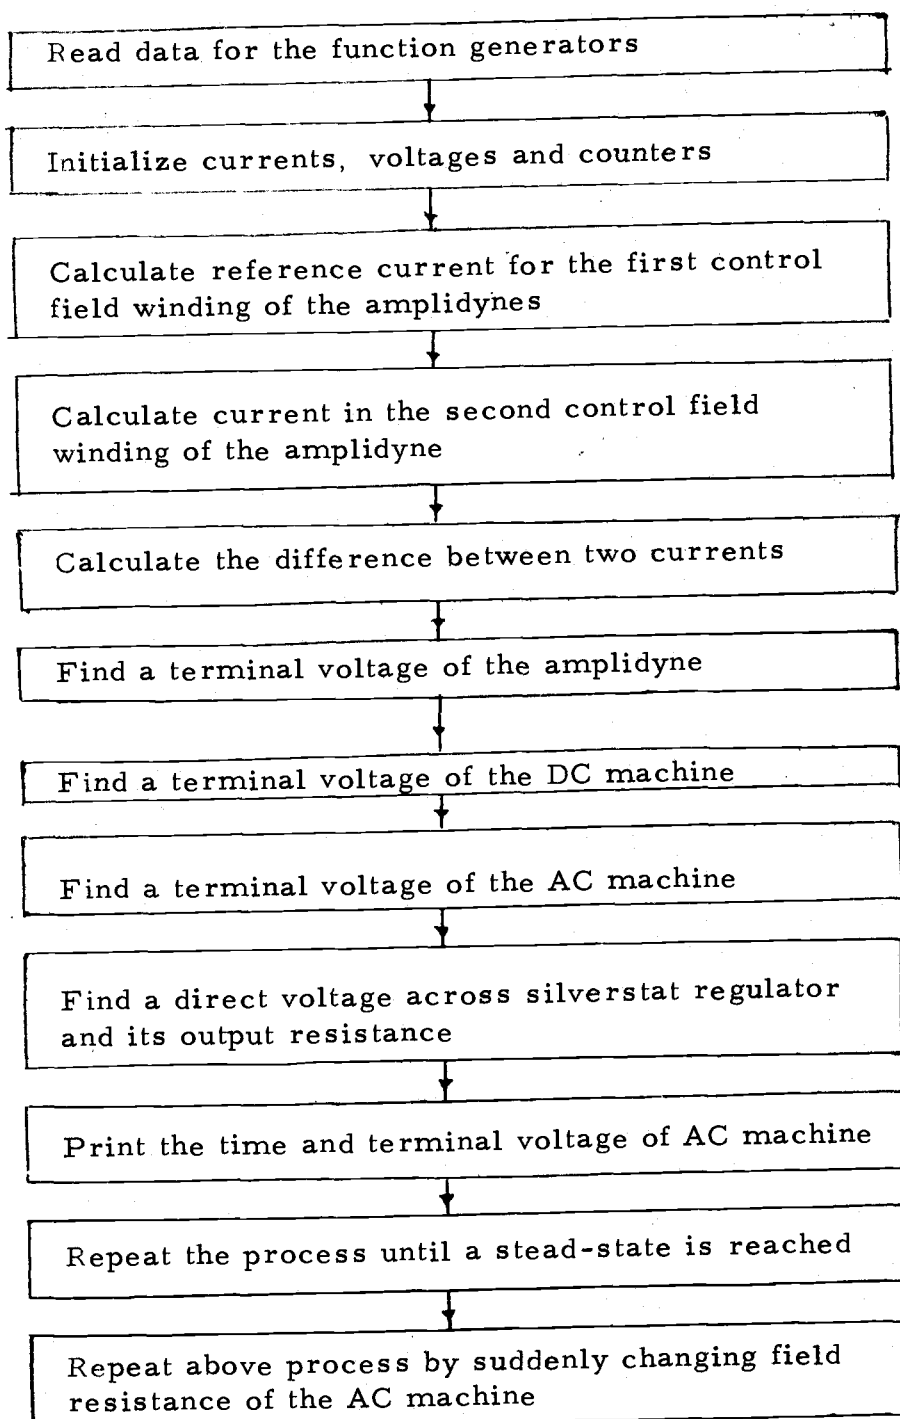 Read data for the function generators
Initialize currents, voltages and counters
Calculate reference current for the first control
field winding of the amplidynes
Calculate current in the second control field
winding of the amplidyne
Calculate the difference between two currents
Find a terminal voltage of the amplidyne
Find a terminal voltage of the DC machine
Find a terminal voltage of the AC machine
Find a direct voltage across silverstat regulator
and its output resistance
Print the time and terminal voltage of AC machine
Repeat the process until a stead-state is reached
Repeat above process by suddenly changing field
resistance of the AC machine